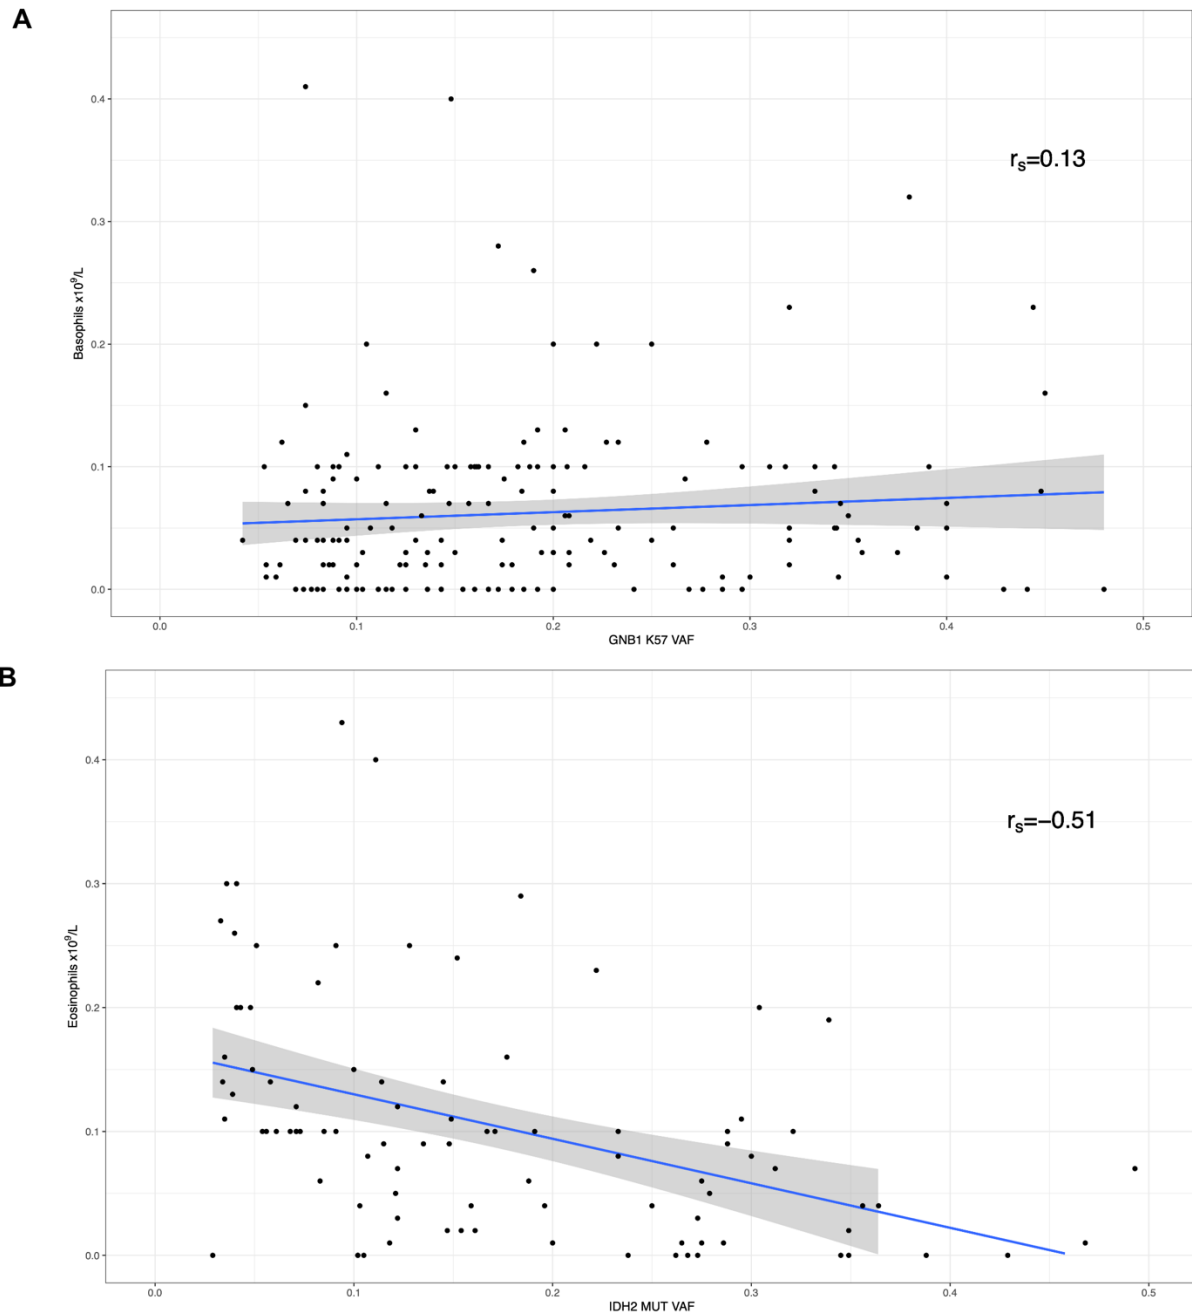 A
0.4
0.3
0.2
0.1
0.0
Basophils x10⁹/L
rₛ=0.13
0.0 0.1 0.2 0.3 0.4 0.5
GNB1 K57 VAF
B
0.4
0.3
0.2
0.1
0.0
Eosinophils x10⁹/L
rₛ=−0.51
0.0 0.1 0.2 0.3 0.4 0.5
IDH2 MUT VAF